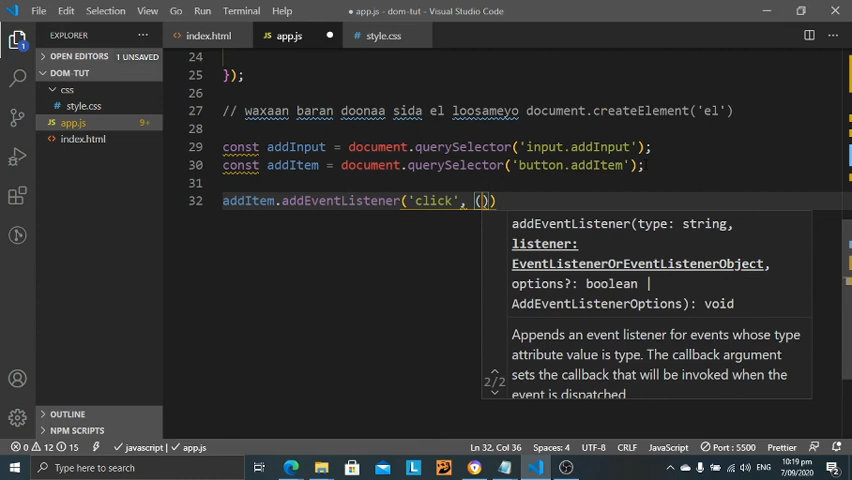 File Edit Selection View Go Run Terminal Help
● app.js - dom-tut - Visual Studio Code
EXPLORER
OPEN EDITORS 1 UNSAVED
DOM-TUT
css
style.css
app.js 9+
index.html
OUTLINE
NPM SCRIPTS
index.html app.js ● style.css
24
25 });
26
27 // waxaan baran doonaa sida el loosameyo document.createElement('el')
28
29 const addInput = document.querySelector('input.addInput');
30 const addItem = document.querySelector('button.addItem');
31
32 addItem.addEventListener('click', ())
addEventListener(type: string,
listener:
EventListenerOrEventListenerObject,
options?: boolean |
AddEventListenerOptions): void
Appends an event listener for events whose type
attribute value is type. The callback argument
sets the callback that will be invoked when the
event is dispatched.
2/2
0 12 15 javascript | app.js Ln 32, Col 36 Spaces: 4 UTF-8 CRLF JavaScript Port : 5500 Prettier
Type here to search
ENG
10:19 pm
7/09/2020
2
1